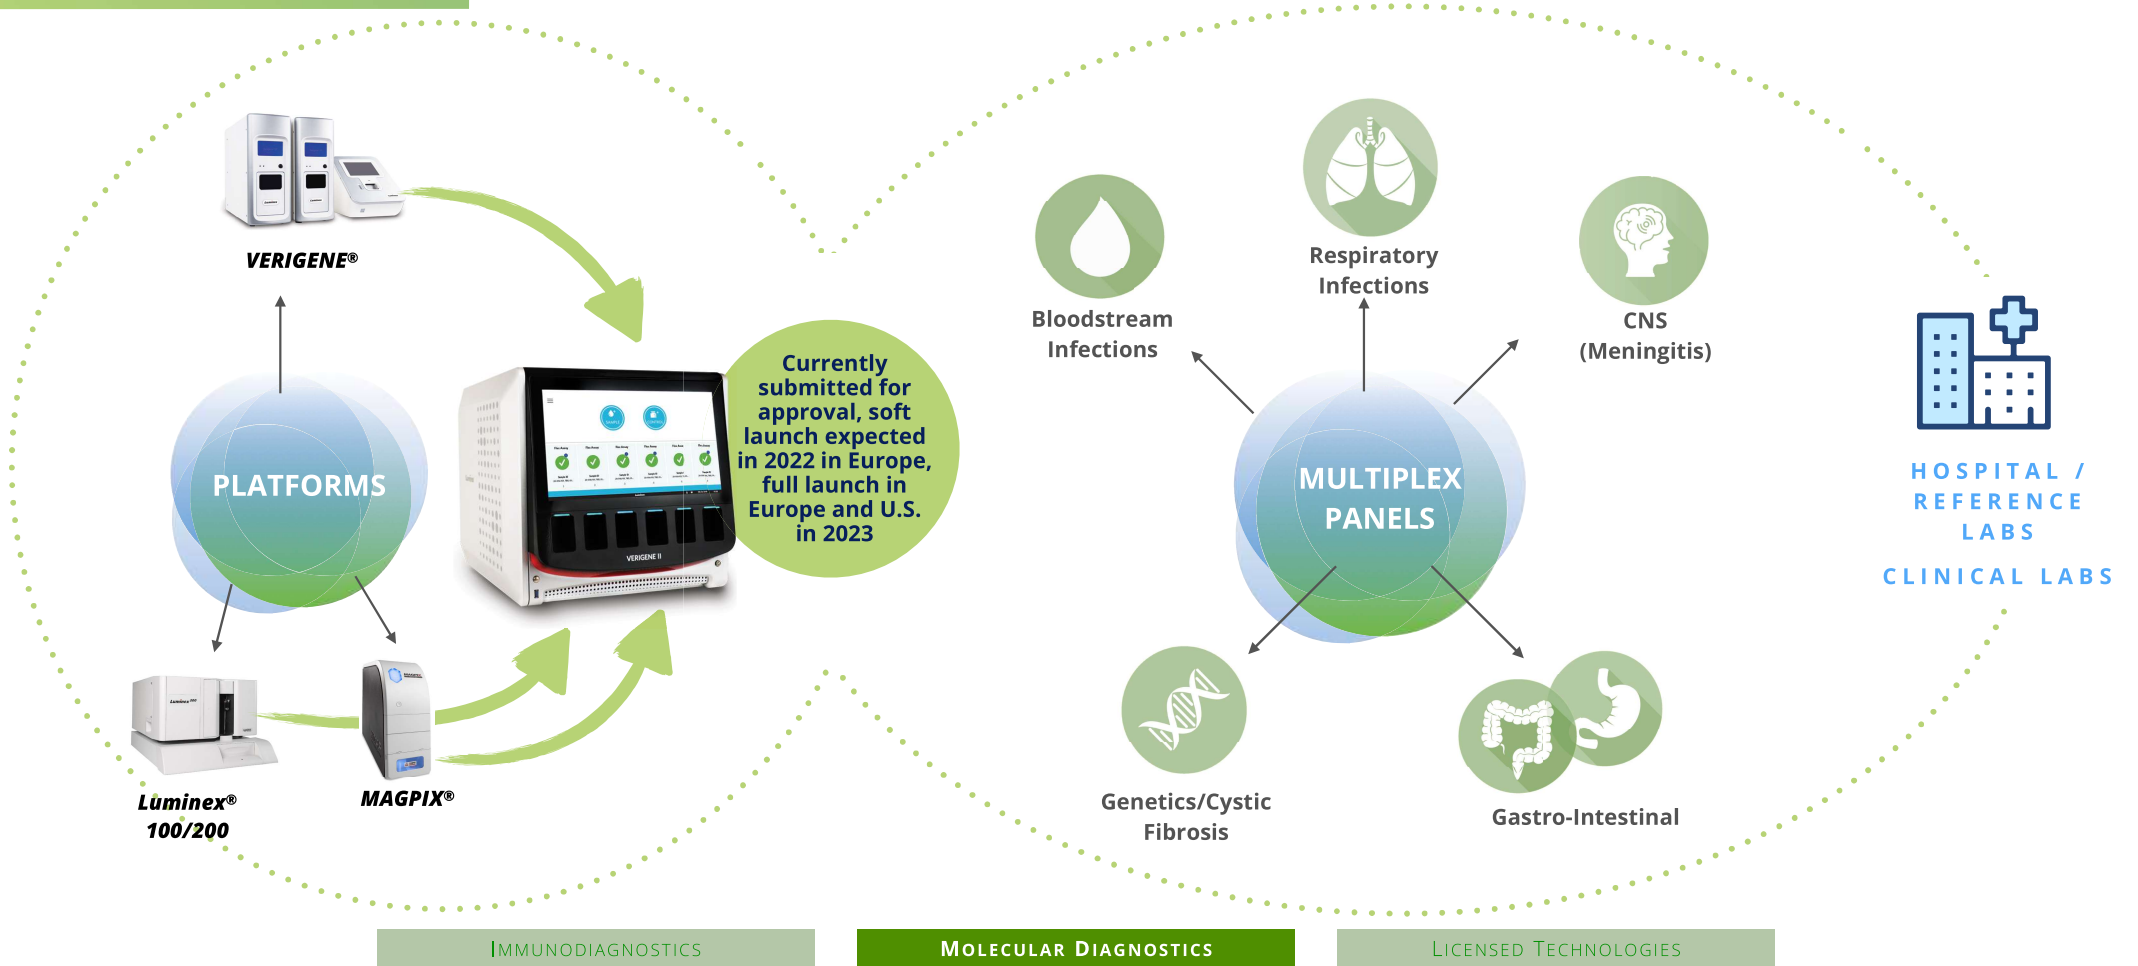 VERIGENE®
PLATFORMS
Luminex®
100/200
MAGPIX®
Luminex 200
VERIGENE II
Currently
submitted for
approval, soft
launch expected
in 2022 in Europe,
full launch in
Europe and U.S.
in 2023
Bloodstream
Infections
Respiratory
Infections
CNS
(Meningitis)
MULTIPLEX
PANELS
Genetics/Cystic
Fibrosis
Gastro-Intestinal
HOSPITAL /
REFERENCE
LABS
CLINICAL LABS
IMMUNODIAGNOSTICS
MOLECULAR DIAGNOSTICS
LICENSED TECHNOLOGIES